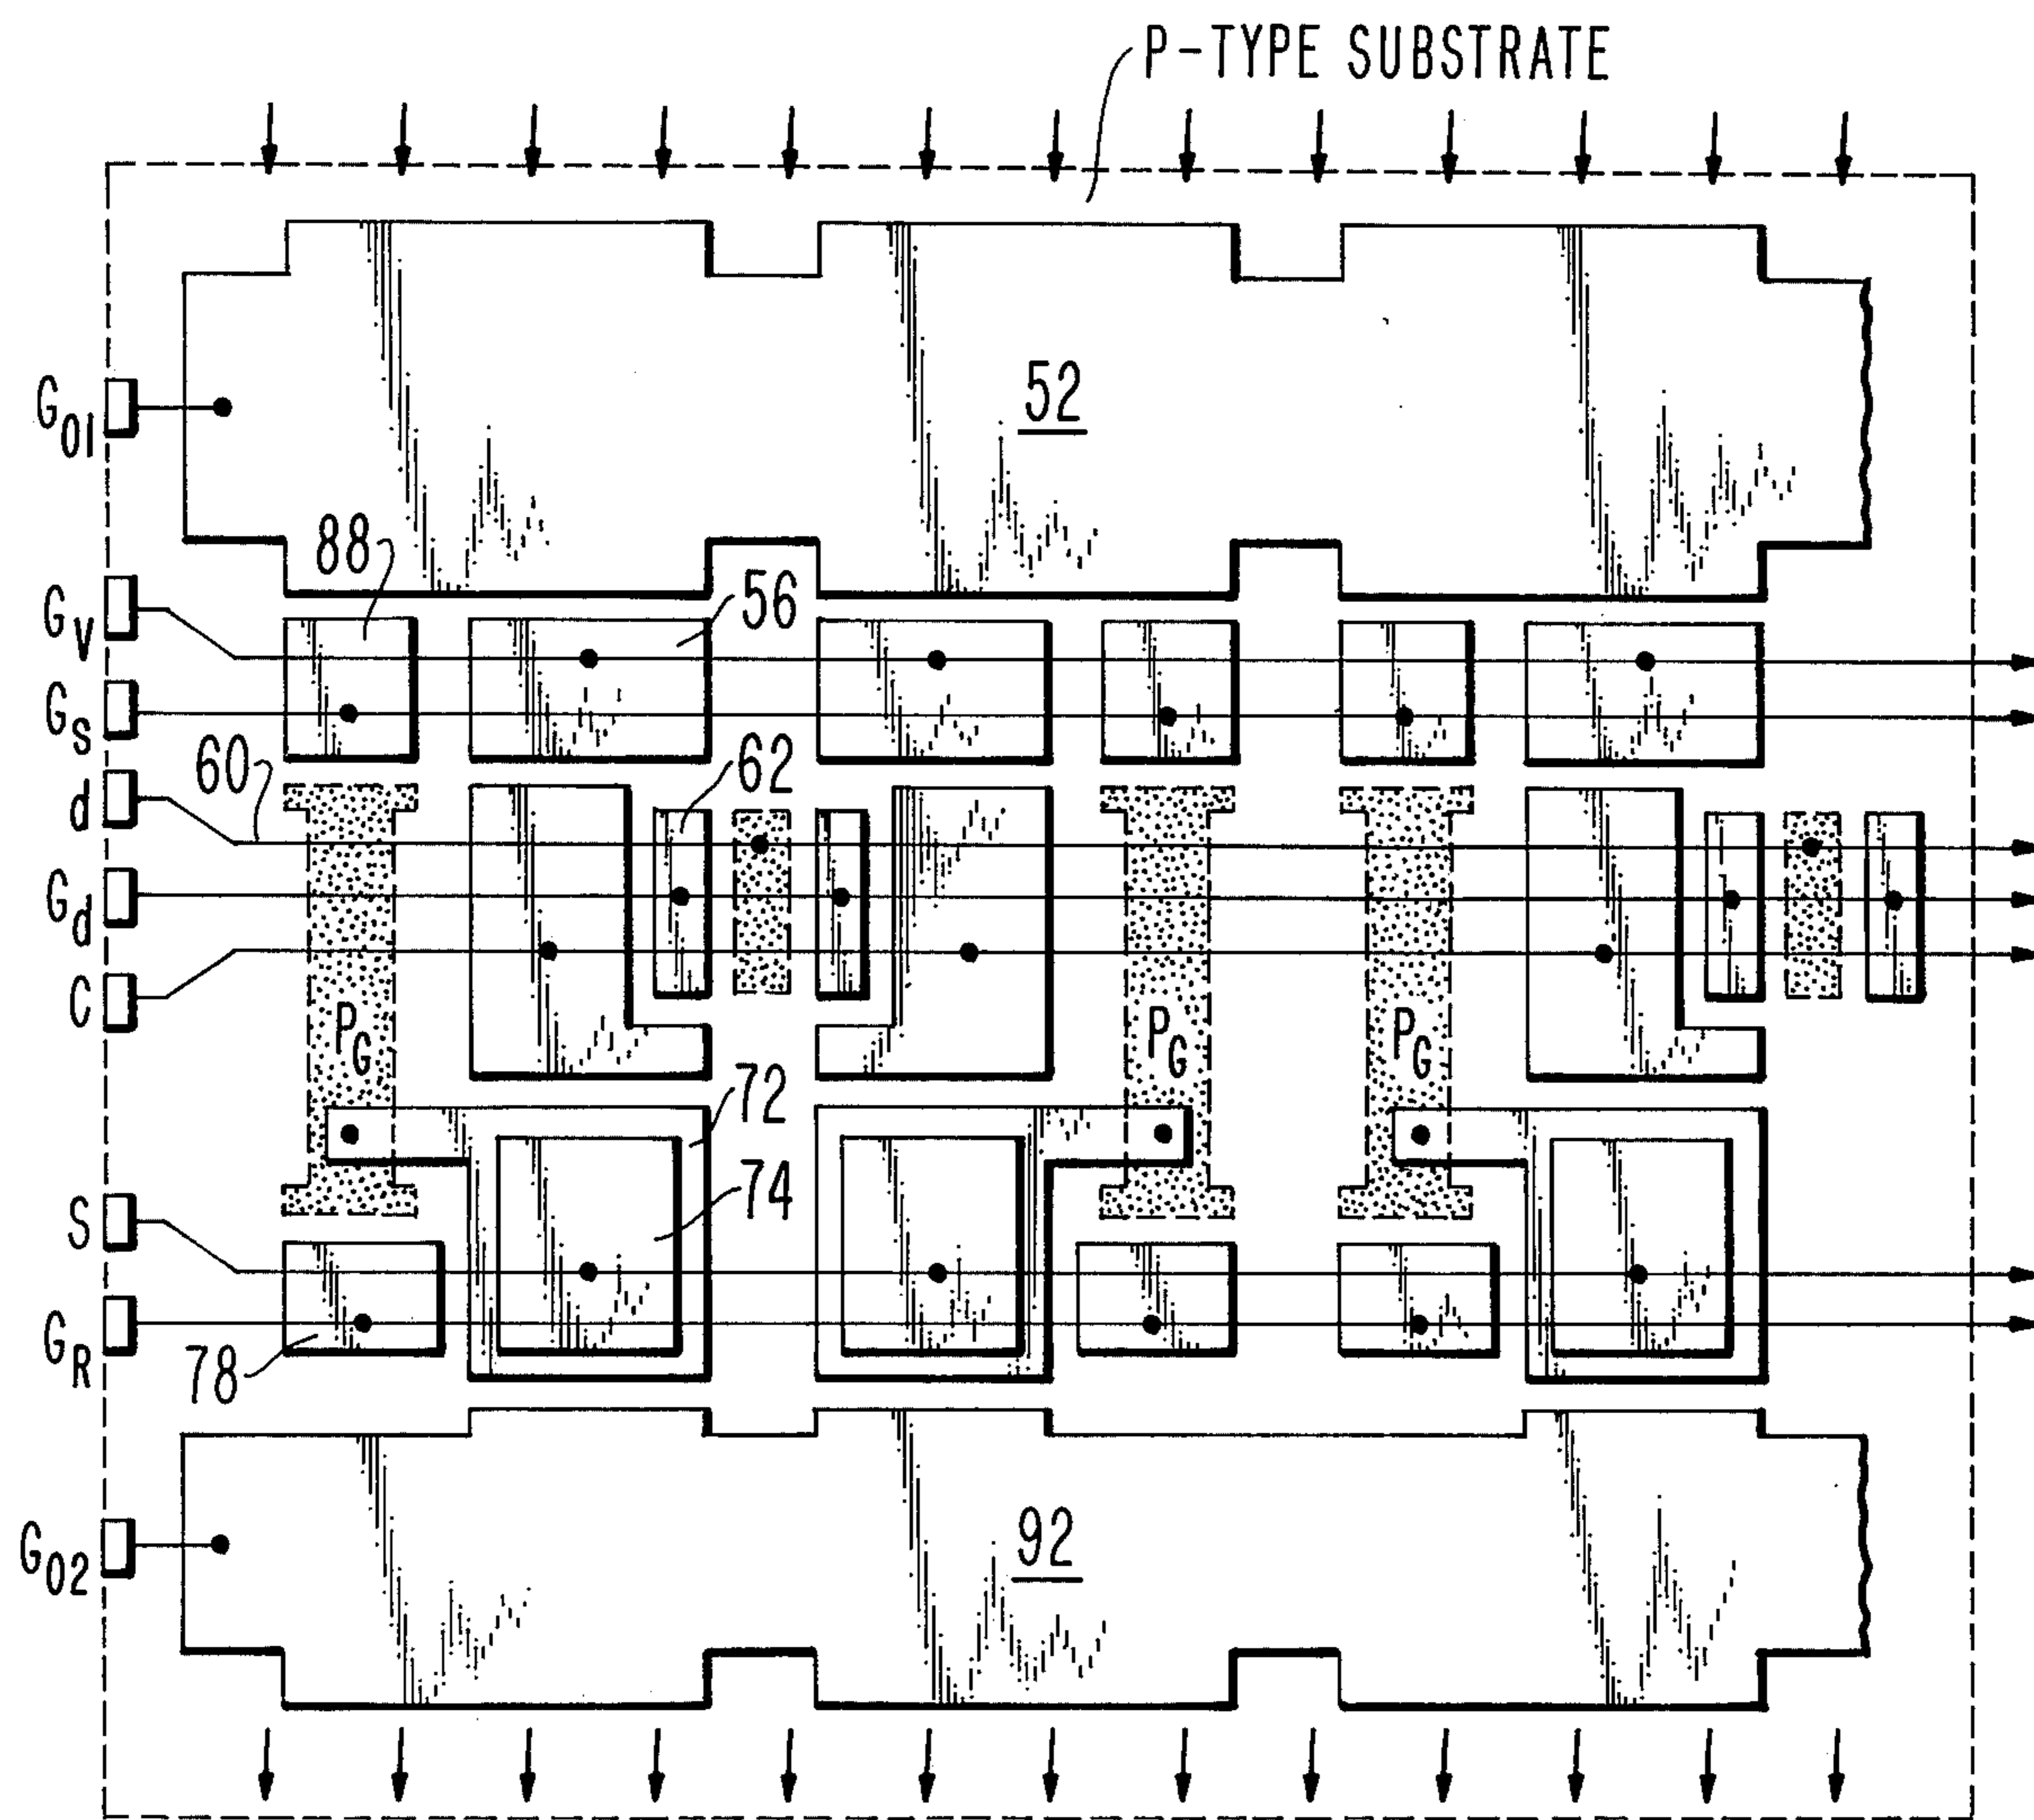 P-TYPE SUBSTRATE
G01
52
88
GV
56
GS
60
62
d
Gd
C
PG PG PG
72
74
S
GR
78
92
G02